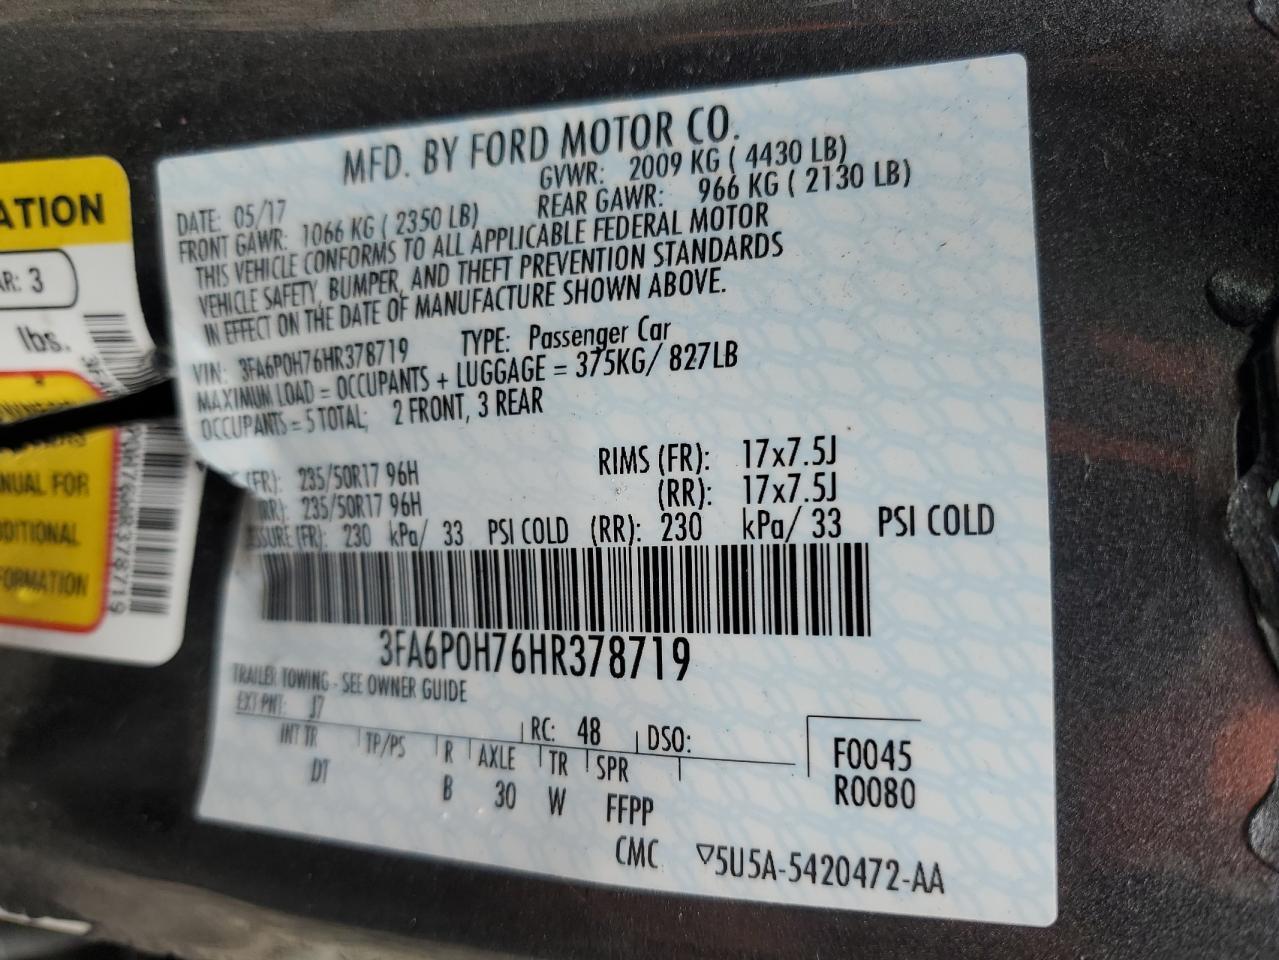 MFD. BY FORD MOTOR CO.
DATE: 05/17 GVWR: 2009 KG ( 4430 LB)
FRONT GAWR: 1066 KG ( 2350 LB) REAR GAWR: 966 KG ( 2130 LB)
THIS VEHICLE CONFORMS TO ALL APPLICABLE FEDERAL MOTOR
VEHICLE SAFETY, BUMPER, AND THEFT PREVENTION STANDARDS
IN EFFECT ON THE DATE OF MANUFACTURE SHOWN ABOVE.
VIN: 3FA6P0H76HR378719 TYPE: Passenger Car
MAXIMUM LOAD = OCCUPANTS + LUGGAGE = 375KG/ 827LB
OCCUPANTS = 5 TOTAL; 2 FRONT, 3 REAR
(FR): 235/50R17 96H RIMS (FR): 17x7.5J
(RR): 235/50R17 96H (RR): 17x7.5J
ESSURE (FR): 230 kPa/ 33 PSI COLD (RR): 230 kPa/ 33 PSI COLD
3FA6P0H76HR378719
TRAILER TOWING - SEE OWNER GUIDE
EXT PNT: J7 RC: 48 DSO:
INT TR TP/PS R AXLE TR SPR
DT B 30 W FFPP
F0045
R0080
CMC ▽5U5A-5420472-AA
ATION
AR: 3
lbs.
NUAL FOR
DDITIONAL
FORMATION